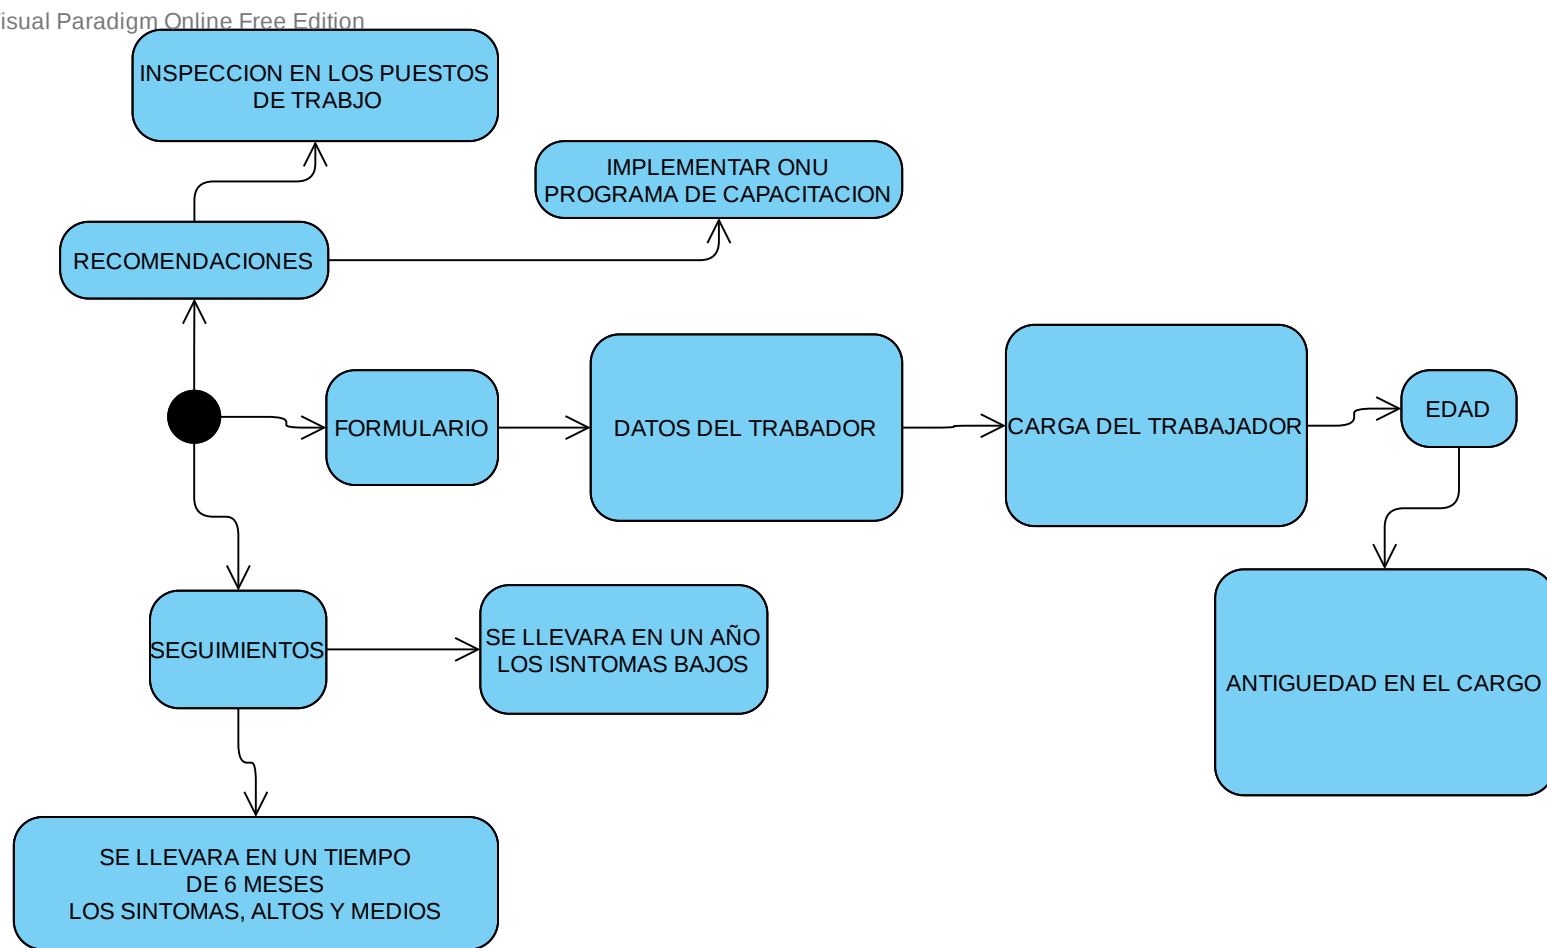 isual Paradigm Online Free Edition
INSPECCION EN LOS PUESTOS
DE TRABJO
IMPLEMENTAR ONU
PROGRAMA DE CAPACITACION
RECOMENDACIONES
FORMULARIO
DATOS DEL TRABADOR
CARGA DEL TRABAJADOR
EDAD
SEGUIMIENTOS
SE LLEVARA EN UN AÑO
LOS ISNTOMAS BAJOS
ANTIGUEDAD EN EL CARGO
SE LLEVARA EN UN TIEMPO
DE 6 MESES
LOS SINTOMAS, ALTOS Y MEDIOS